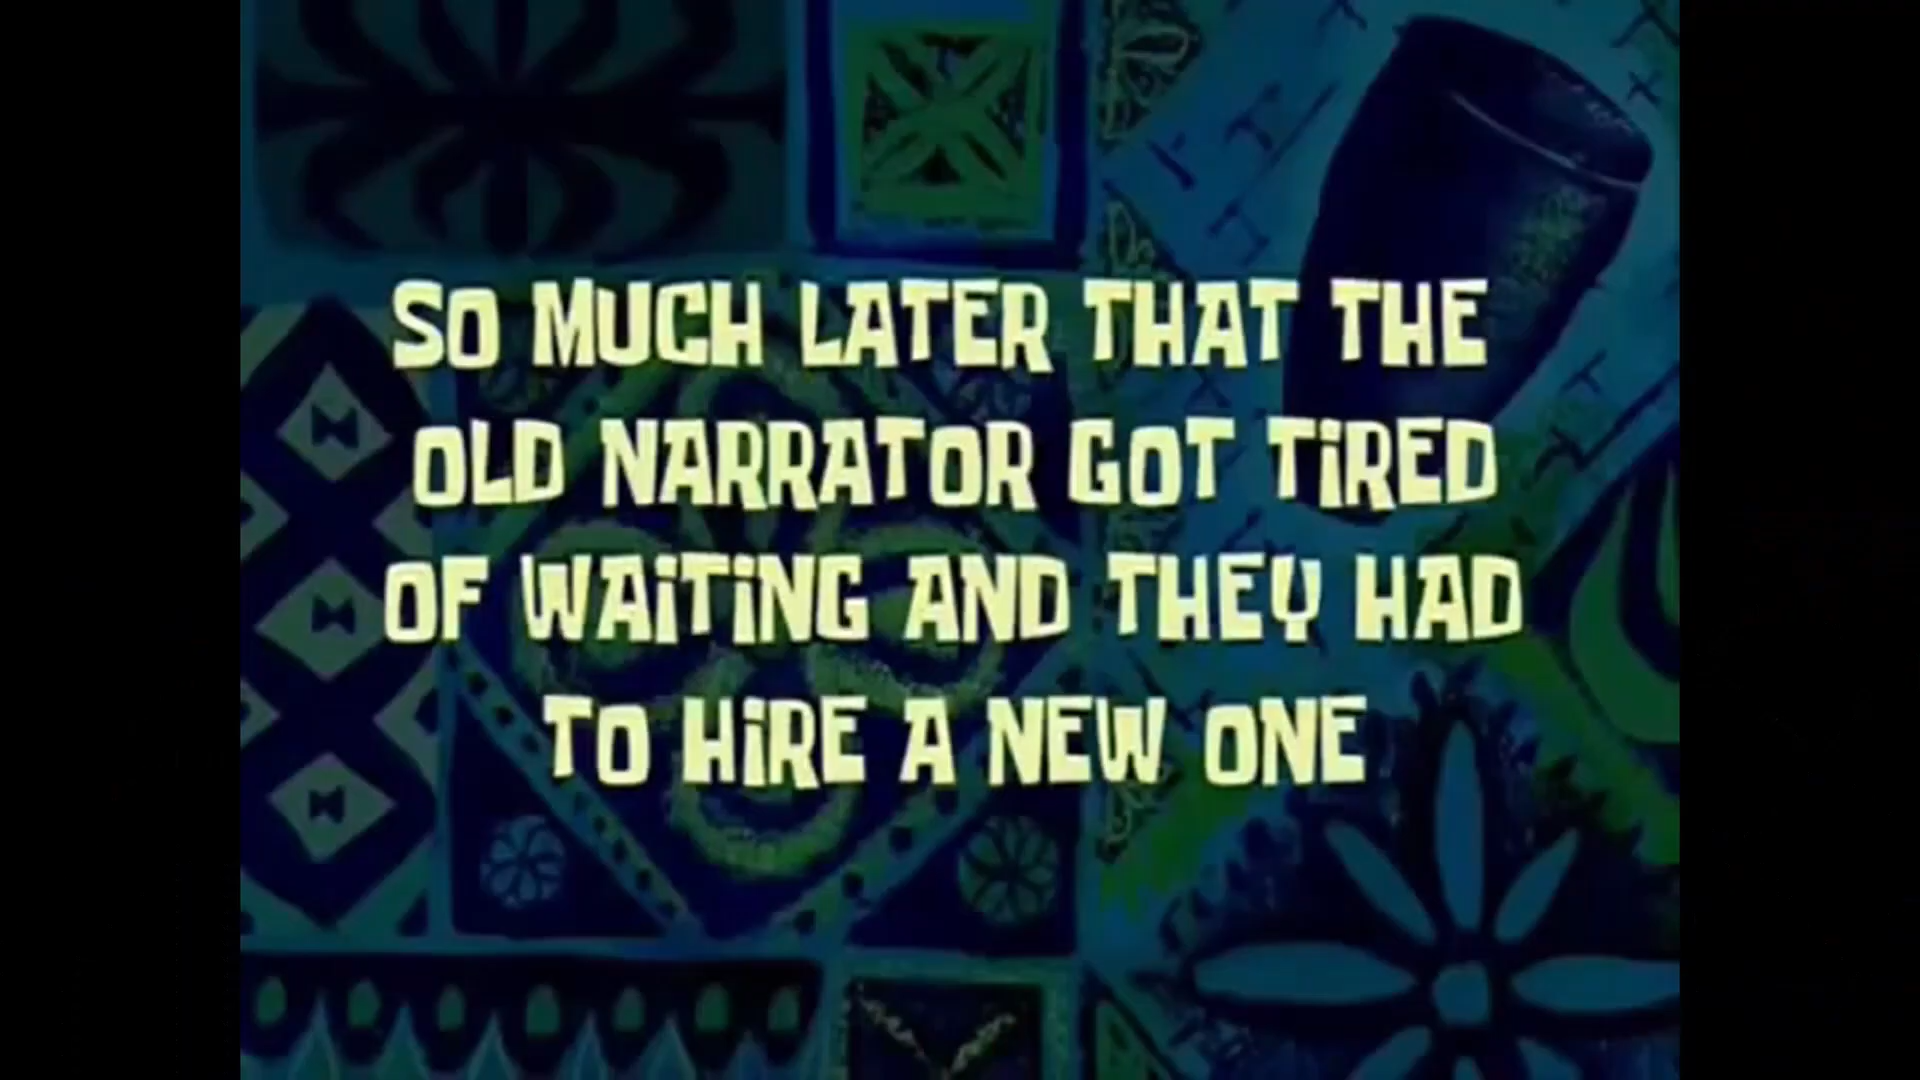 SO MUCH LATER THAT THE
OLD NARRATOR GOT TIRED
OF WAITING AND THEY HAD
TO HIRE A NEW ONE